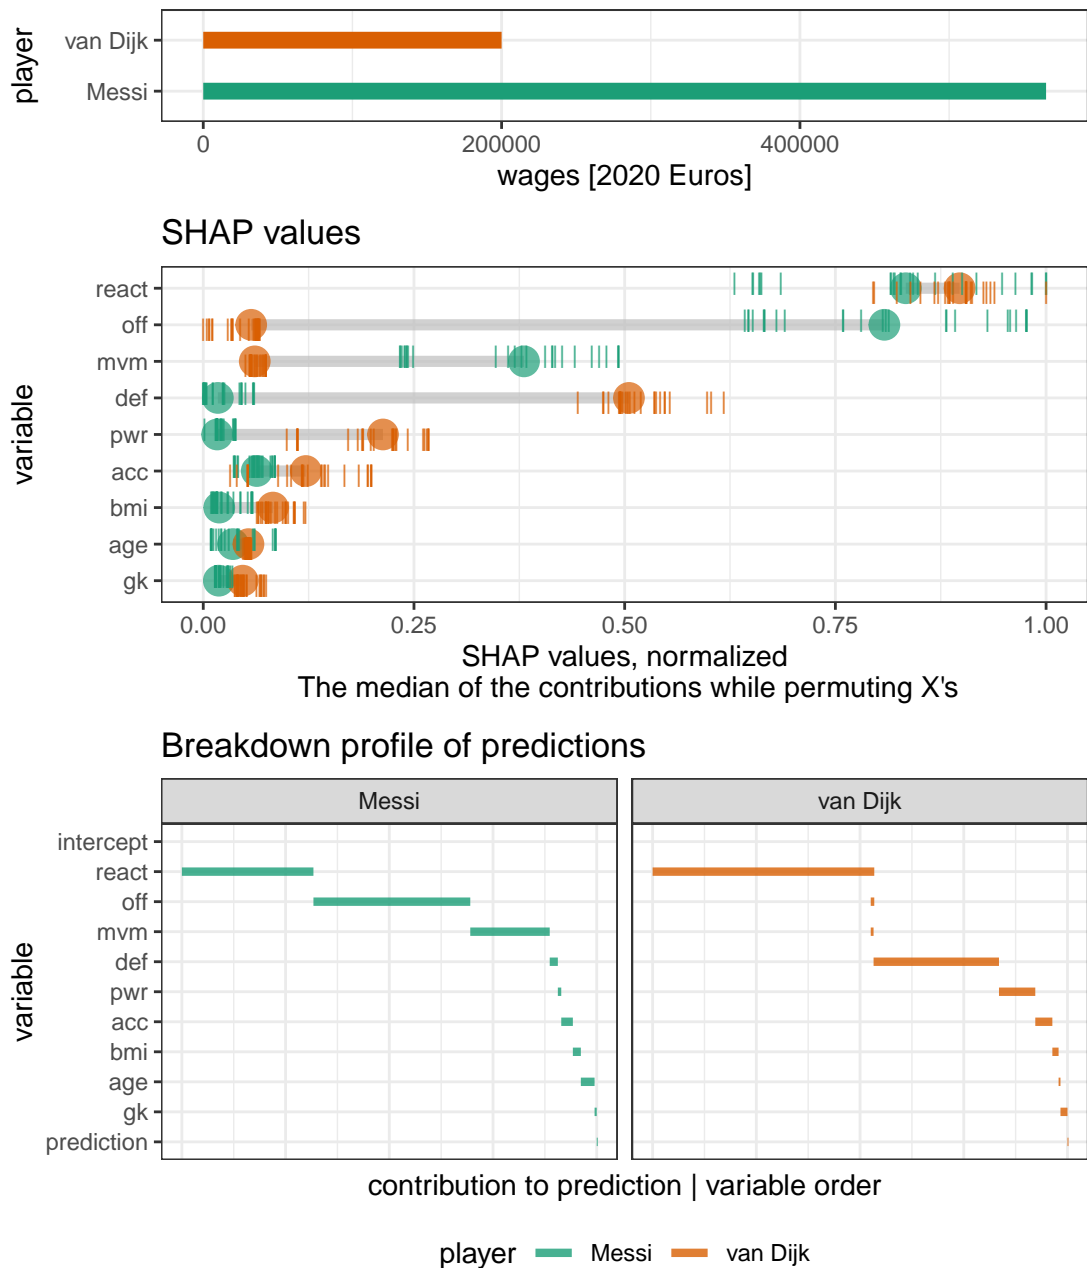 player
van Dijk
Messi
0 200000 400000
wages [2020 Euros]
SHAP values
variable
react
off
mvm
def
pwr
acc
bmi
age
gk
0.00 0.25 0.50 0.75 1.00
SHAP values, normalized
The median of the contributions while permuting X's
Breakdown profile of predictions
Messi van Dijk
variable
intercept
react
off
mvm
def
pwr
acc
bmi
age
gk
prediction
contribution to prediction | variable order
player Messi van Dijk